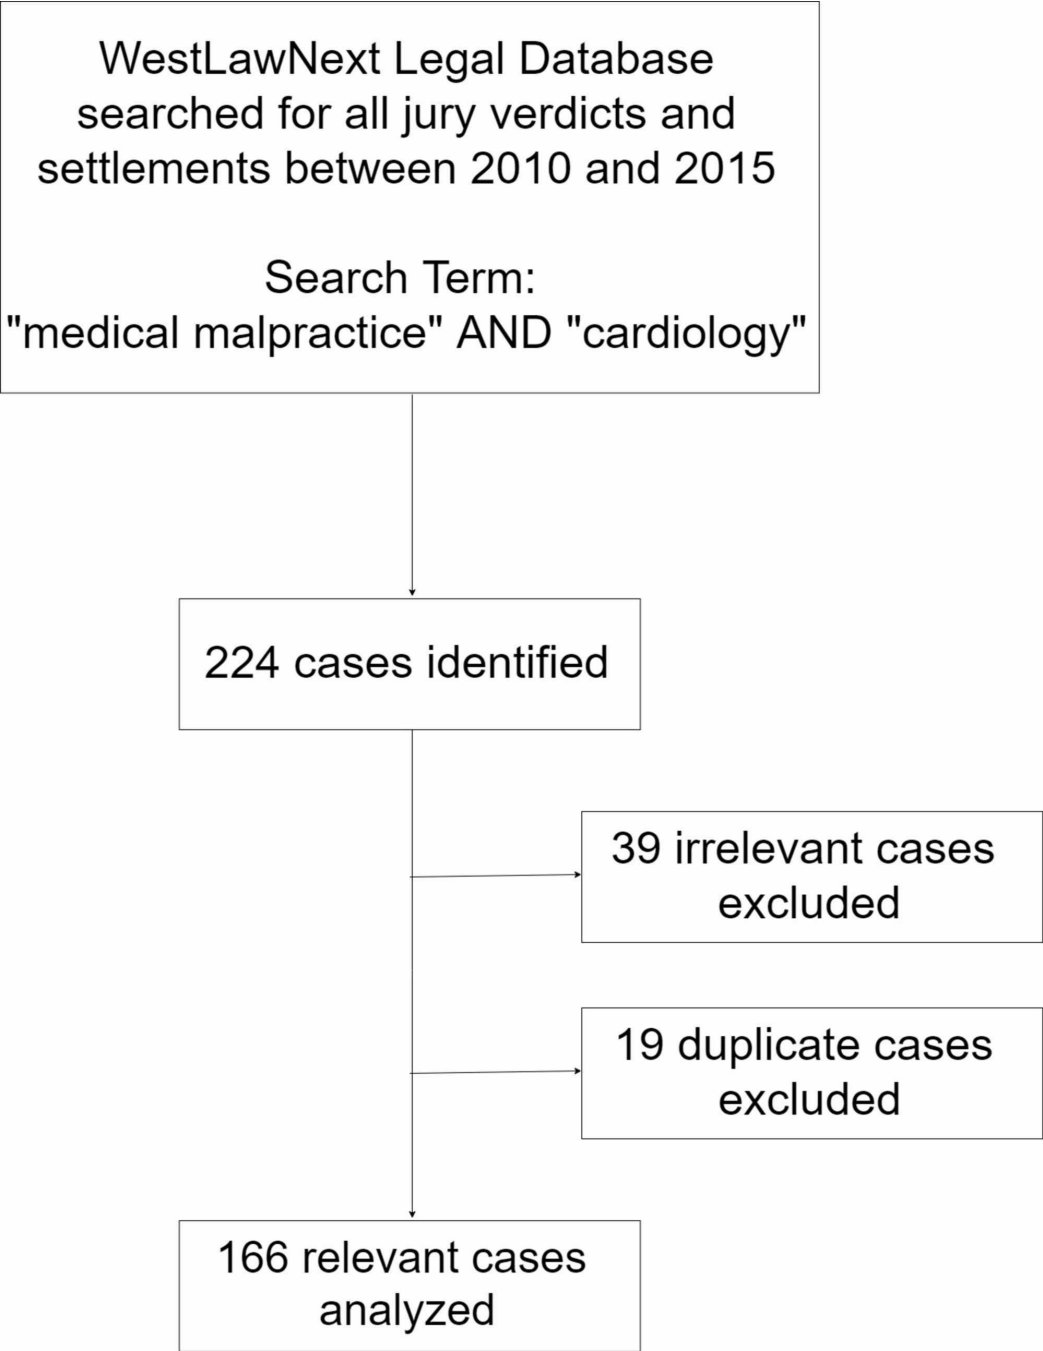 WestLawNext Legal Database
searched for all jury verdicts and
settlements between 2010 and 2015
Search Term:
"medical malpractice" AND "cardiology"
224 cases identified
39 irrelevant cases
excluded
19 duplicate cases
excluded
166 relevant cases
analyzed